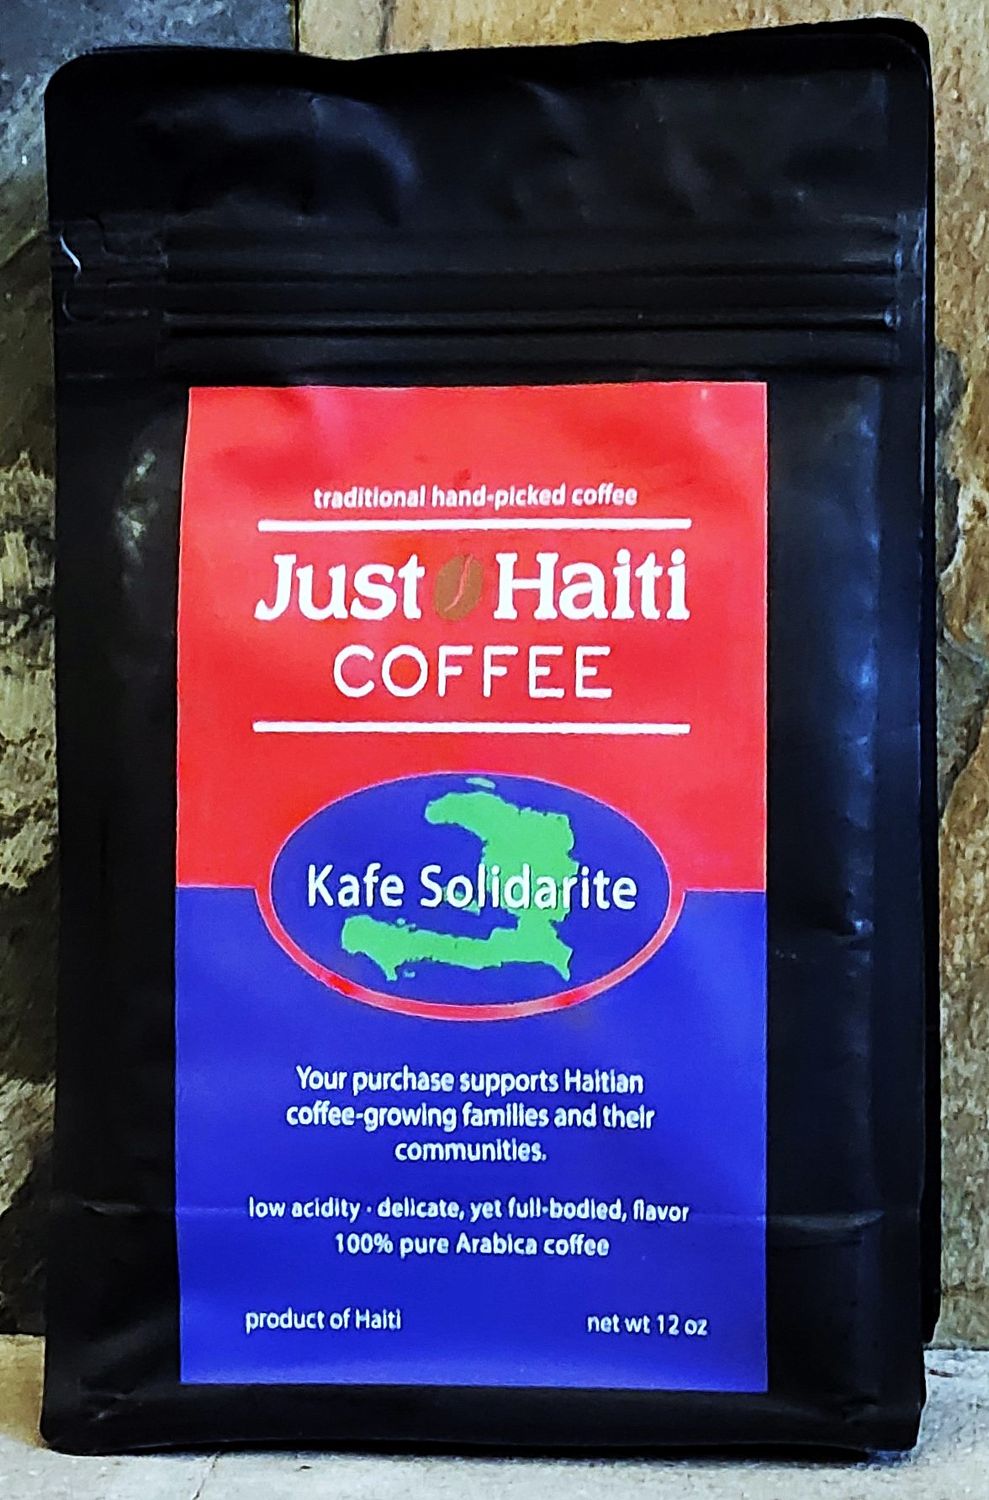 traditional hand-picked coffee
Just Haiti
COFFEE
Kafe Solidarite
Your purchase supports Haitian
coffee-growing families and their
communities.
low acidity · delicate, yet full-bodied, flavor
100% pure Arabica coffee
product of Haiti
net wt 12 oz